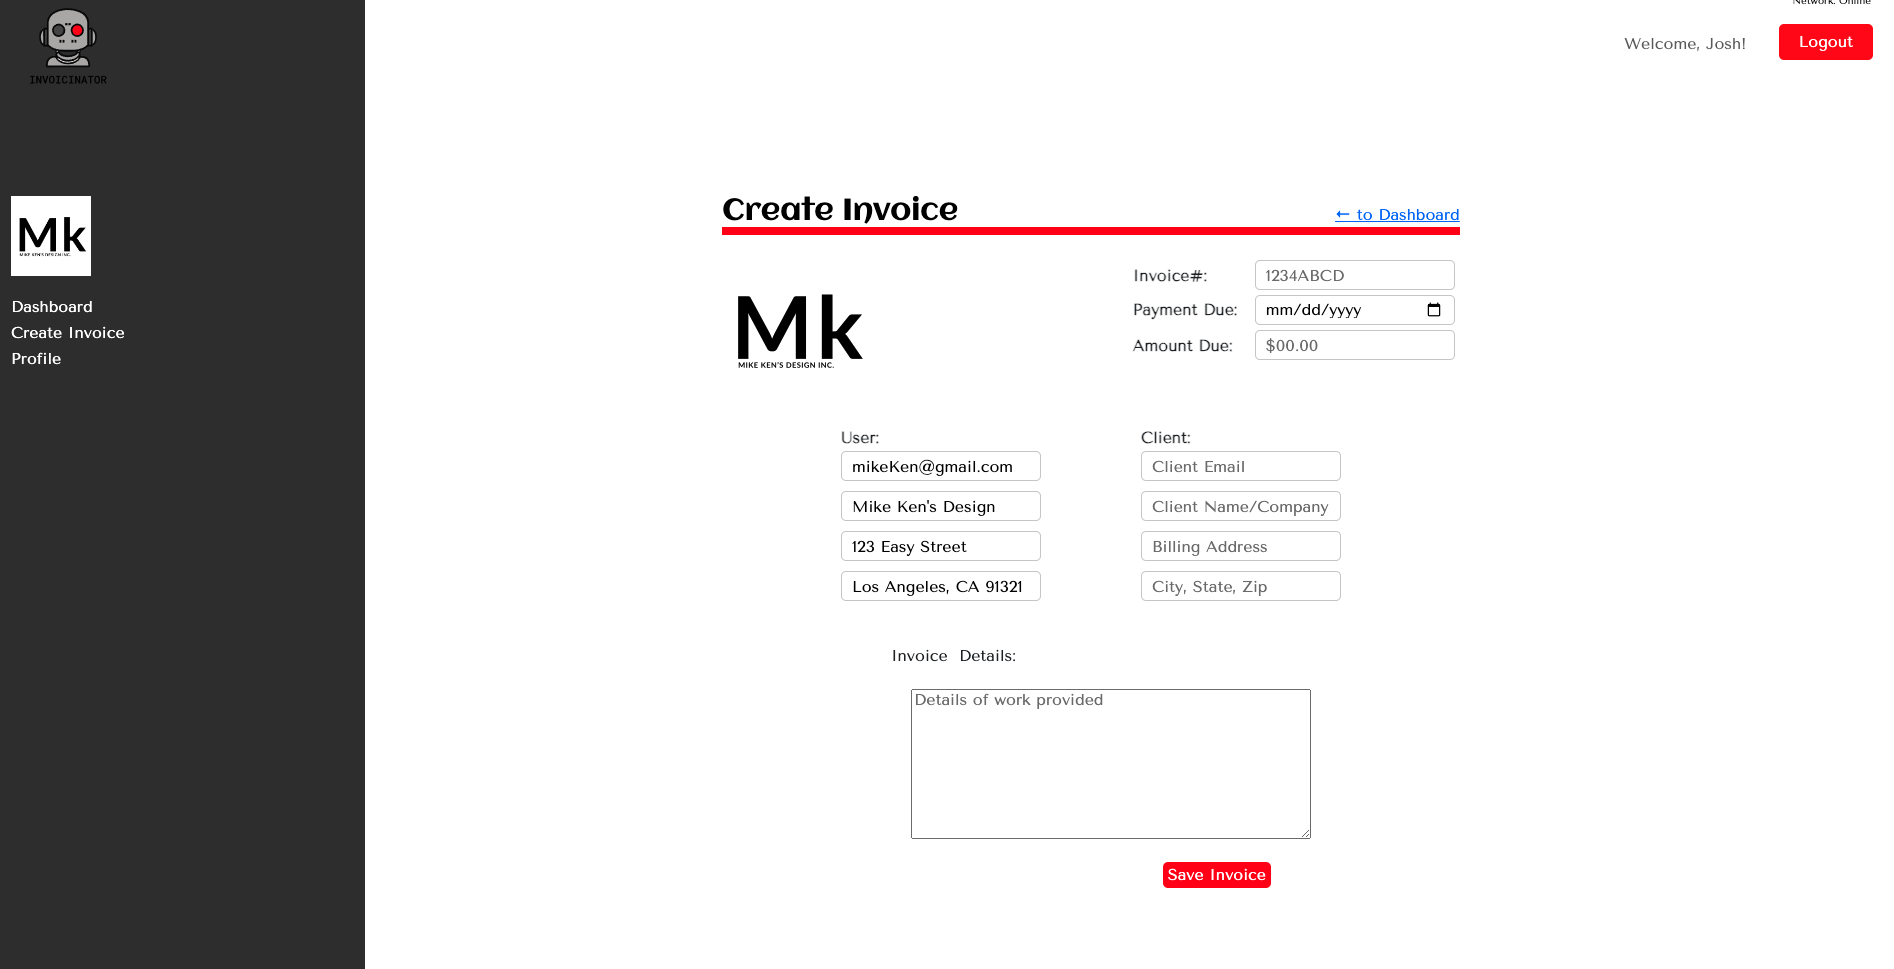 Network: Online
INVOICINATOR
Welcome, Josh!
Logout
Mk
MIKE KEN'S DESIGN INC.
Dashboard
Create Invoice
Profile
Create Invoice
← to Dashboard
Mk
MIKE KEN'S DESIGN INC.
Invoice#:
1234ABCD
Payment Due:
mm/dd/yyyy
Amount Due:
$00.00
User:
mikeKen@gmail.com
Mike Ken's Design
123 Easy Street
Los Angeles, CA 91321
Client:
Client Email
Client Name/Company
Billing Address
City, State, Zip
Invoice Details:
Details of work provided
Save Invoice